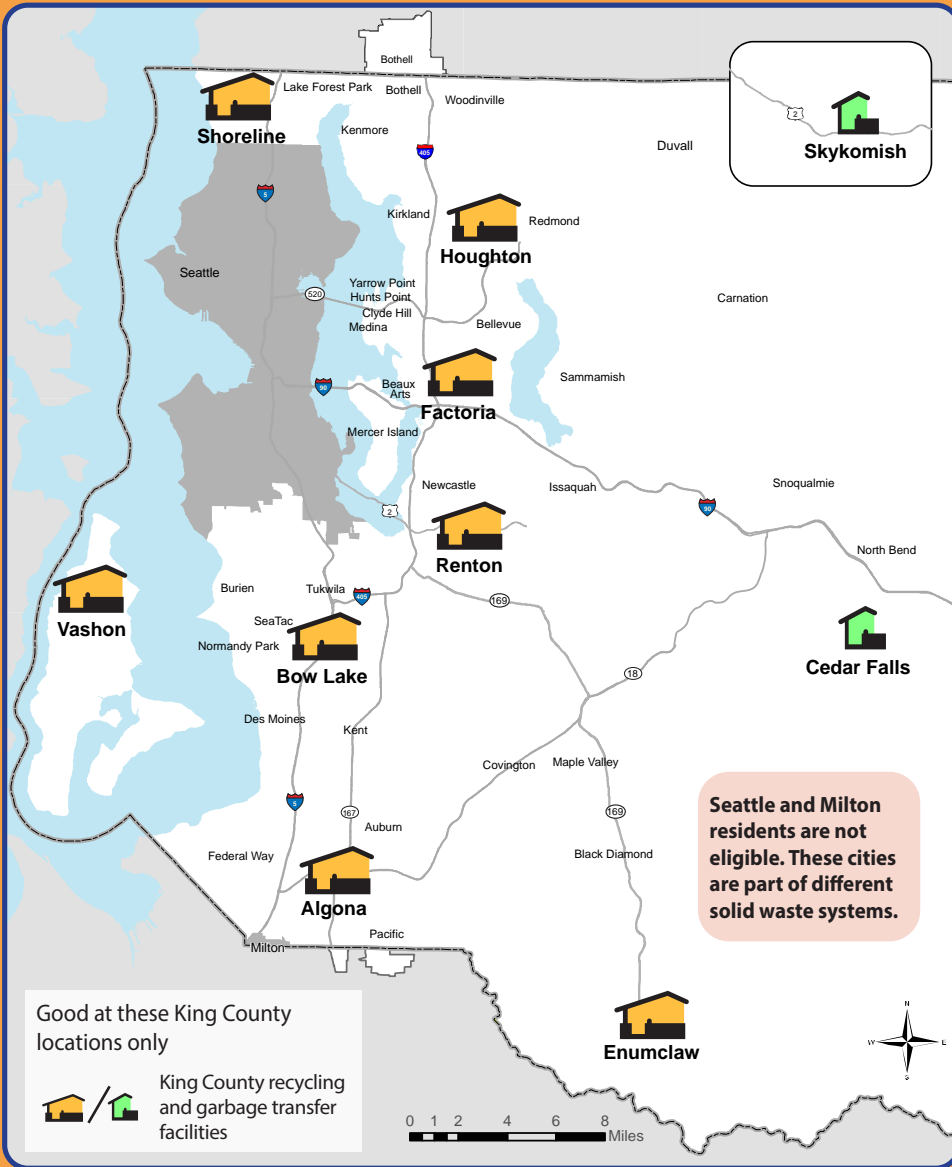 Bothell
Lake Forest Park
Bothell
Woodinville
Shoreline
Kenmore
405
Duvall
2
Skykomish
5
Kirkland
Redmond
Houghton
Seattle
Yarrow Point
Hunts Point
520
Clyde Hill
Medina
Bellevue
Carnation
90
Beaux
Arts
Sammamish
Factoria
Mercer Island
Newcastle
Issaquah
Snoqualmie
2
90
Renton
North Bend
Vashon
Burien
Tukwila
405
169
SeaTac
Normandy Park
Bow Lake
Cedar Falls
18
Des Moines
Kent
Covington
Maple Valley
5
167
169
Auburn
Federal Way
Black Diamond
Algona
Pacific
Milton
Seattle and Milton
residents are not
eligible. These cities
are part of different
solid waste systems.
Enumclaw
N
W
E
S
Good at these King County
locations only
King County recycling
and garbage transfer
facilities
0 1 2 4 6 8
Miles